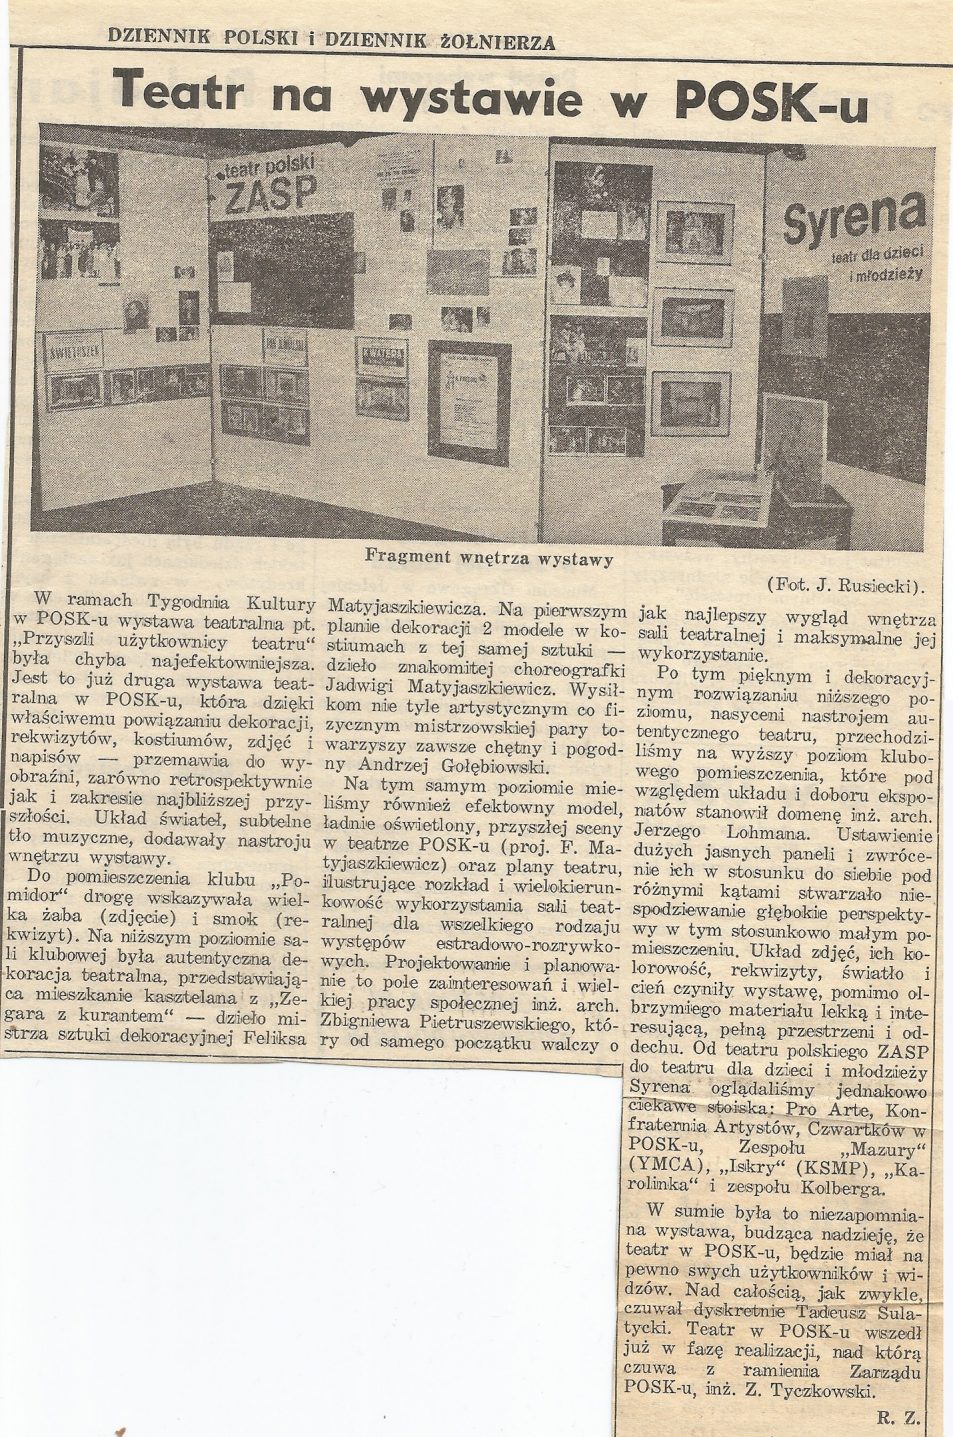 DZIENNIK POLSKI i DZIENNIK ŻOŁNIERZA
Teatr na wystawie w POSK-u
teatr polski
ZASP
Syrena
teatr dla dzieci
i młodzieży
ŚWIĘTOSZEK
KWATERA
Fragment wnętrza wystawy
(Fot. J. Rusiecki).
W ramach Tygodnia Kultury
w POSK-u wystawa teatralna pt.
„Przyszli użytkownicy teatru“
była chyba najefektowniejsza.
Jest to już druga wystawa teat-
ralna w POSK-u, która dzięki
właściwemu powiązaniu dekoracji,
rekwizytów, kostiumów, zdjęć i
napisów — przemawia do wy-
obraźni, zarówno retrospektywnie
jak i zakresie najbliższej przy-
szłości. Układ świateł, subtelne
tło muzyczne, dodawały nastroju
wnętrzu wystawy.
Do pomieszczenia klubu „Po-
midor“ drogę wskazywała wiel-
ka żaba (zdjęcie) i smok (re-
kwizyt). Na niższym poziomie sa-
li klubowej była autentyczna de-
koracja teatralna, przedstawiają-
ca mieszkanie kasztelana z „Ze-
gara z kurantem“ — dzieło mi-
strza sztuki dekoracyjnej Feliksa
Matyjaszkiewicza. Na pierwszym
planie dekoracji 2 modele w ko-
stiumach z tej samej sztuki —
dzieło znakomitej choreografki
Jadwigi Matyjaszkiewicz. Wysił-
kom nie tyle artystycznym co fi-
zycznym mistrzowskiej pary to-
warzyszy zawsze chętny i pogod-
ny Andrzej Gołębiowski.
Na tym samym poziomie mie-
liśmy również efektowny model,
ładnie oświetlony, przyszłej sceny
w teatrze POSK-u (proj. F. Ma-
tyjaszkiewicz) oraz plany teatru,
ilustrujące rozkład i wielokierun-
kowość wykorzystania sali teat-
ralnej dla wszelkiego rodzaju
występów estradowo-rozrywko-
wych. Projektowanie i planowa-
nie to pole zainteresowań i wiel-
kiej pracy społecznej inż. arch.
Zbigniewa Pietruszewskiego, któ-
ry od samego początku walczy o
jak najlepszy wygląd wnętrza
sali teatralnej i maksymalne jej
wykorzystanie.
Po tym pięknym i dekoracyj-
nym rozwiązaniu niższego po-
ziomu, nasyceni nastrojem au-
tentycznego teatru, przechodzi-
liśmy na wyższy poziom klubo-
wego pomieszczenia, które pod
względem układu i doboru ekspo-
natów stanowił domenę inż. arch.
Jerzego Lohmana. Ustawienie
dużych jasnych paneli i zwróce-
nie ich w stosunku do siebie pod
różnymi kątami stwarzało nie-
spodziewanie głębokie perspekty-
wy w tym stosunkowo małym po-
mieszczeniu. Układ zdjęć, ich ko-
lorowość, rekwizyty, światło i
cień czyniły wystawę, pomimo ol-
brzymiego materiału lekką i inte-
resującą, pełną przestrzeni i od-
dechu. Od teatru polskiego ZASP
do teatru dla dzieci i młodzieży
Syrena oglądaliśmy jednakowo
ciekawe stoiska: Pro Arte, Kon-
fraternia Artystów, Czwartków w
POSK-u, Zespołu „Mazury“
(YMCA), „Iskry“ (KSMP), „Ka-
rolinka“ i zespołu Kolberga.
W sumie była to niezapomnia-
na wystawa, budząca nadzieję, że
teatr w POSK-u, będzie miał na
pewno swych użytkowników i wi-
dzów. Nad całością, jak zwykle,
czuwał dyskretnie Tadeusz Sula-
tycki. Teatr w POSK-u wszedł
już w fazę realizacji, nad którą
czuwa z ramienia Zarządu
POSK-u, inż. Z. Tyczkowski.
R. Z.